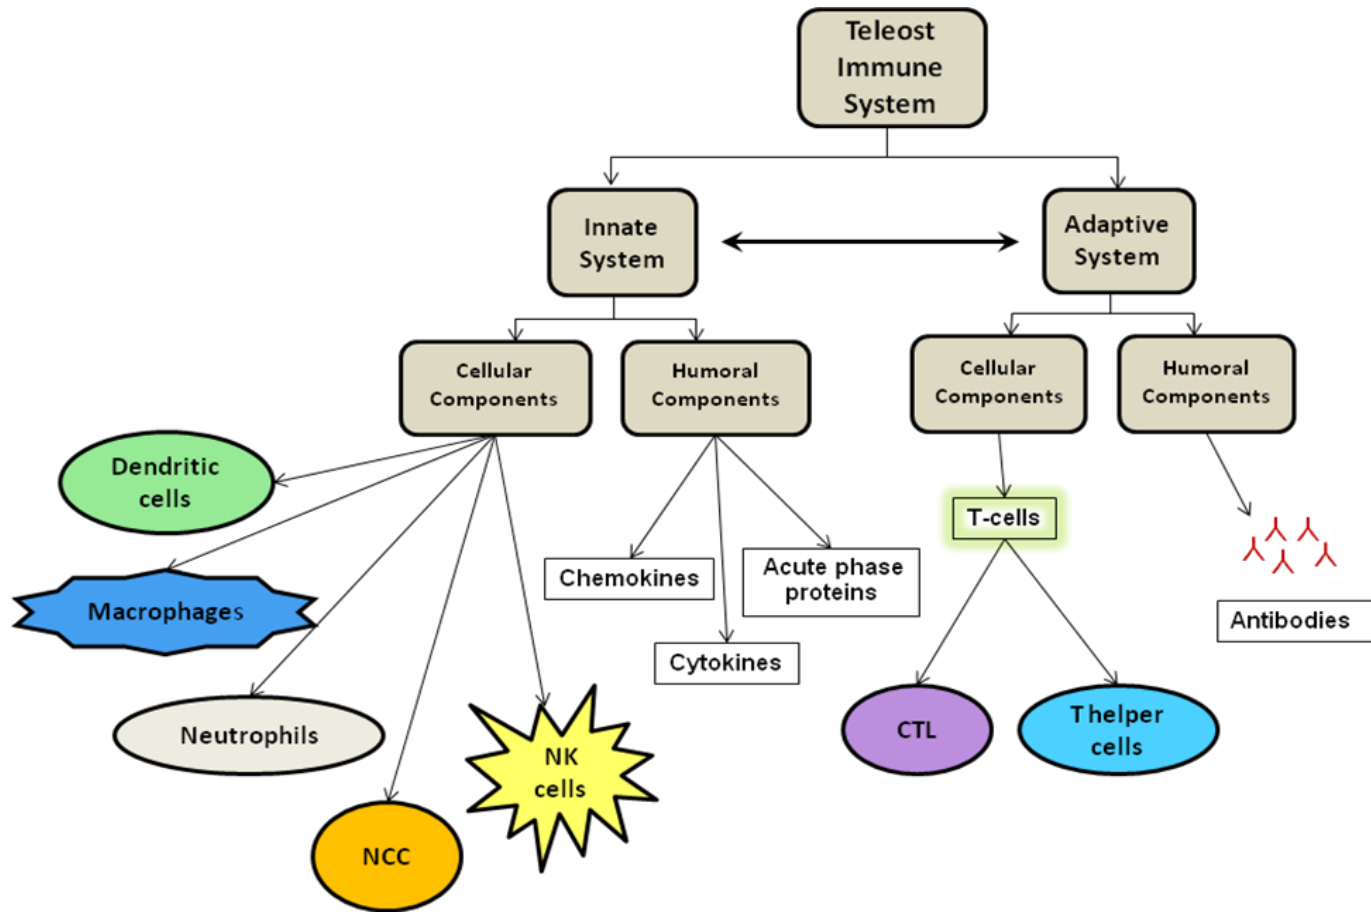 Teleost
Immune
System
Innate
System
Adaptive
System
Cellular
Components
Humoral
Components
Cellular
Components
Humoral
Components
Dendritic
cells
T-cells
Chemokines
Acute phase
proteins
Macrophages
Antibodies
Cytokines
Neutrophils
NK
cells
CTL
T helper
cells
NCC